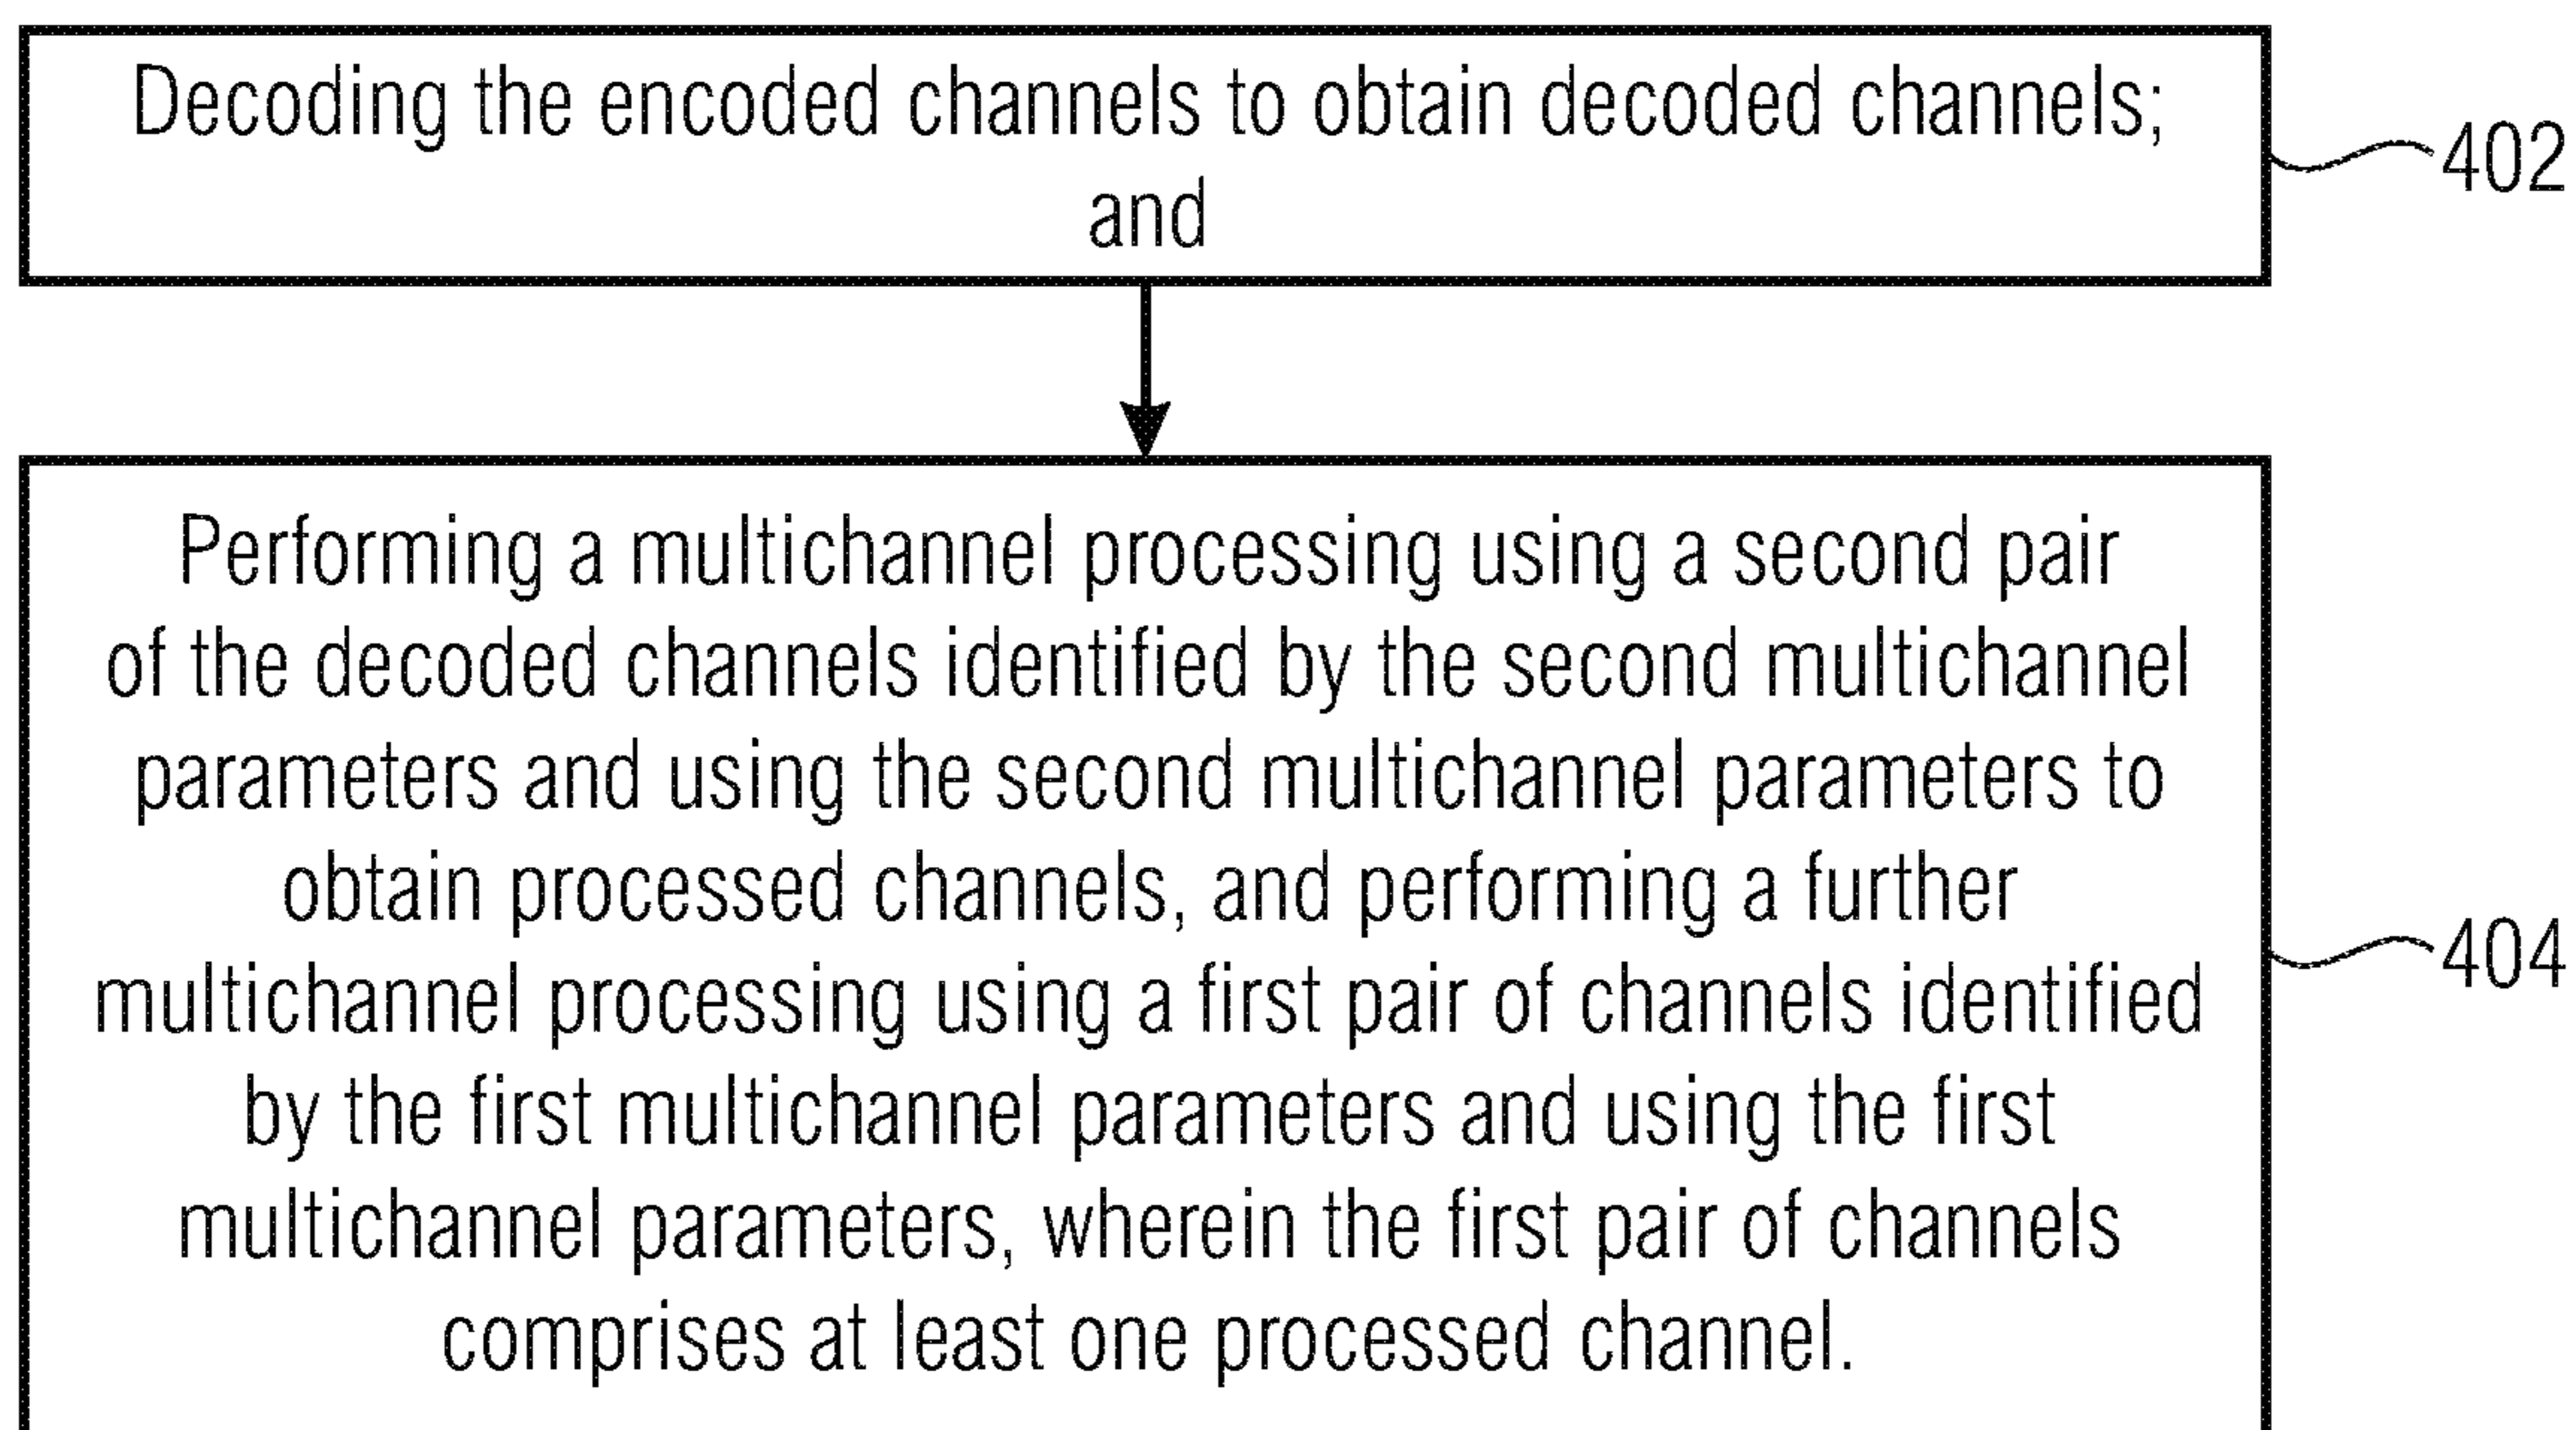 Decoding the encoded channels to obtain decoded channels;
and
402
Performing a multichannel processing using a second pair
of the decoded channels identified by the second multichannel
parameters and using the second multichannel parameters to
obtain processed channels, and performing a further
multichannel processing using a first pair of channels identified
by the first multichannel parameters and using the first
multichannel parameters, wherein the first pair of channels
comprises at least one processed channel.
404